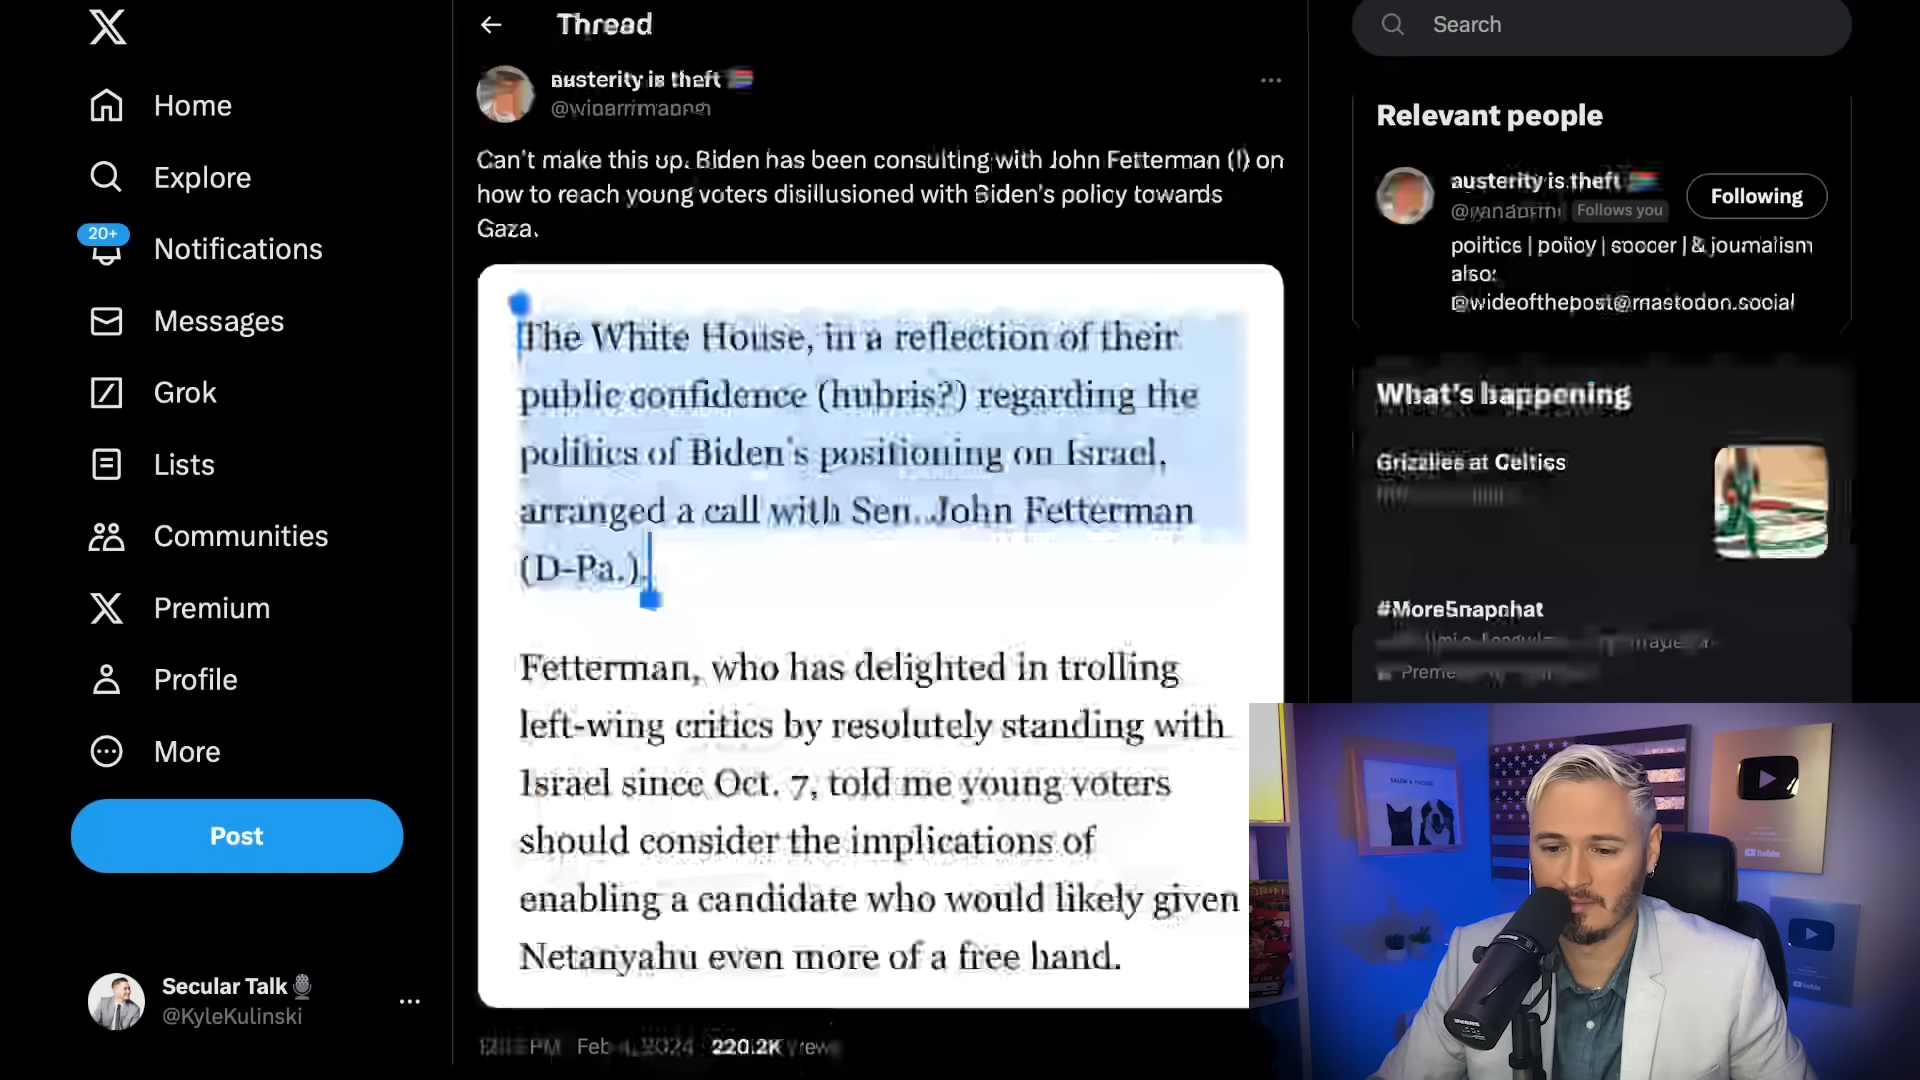 Home
Explore
20+
Notifications
Messages
Grok
Lists
Communities
Premium
Profile
More
Post
Secular Talk
@KyleKulinski
Thread
austerity is theft
Can't make this up. Biden has been consulting with John Fetterman (!) on
how to reach young voters disillusioned with Biden's policy towards
Gaza.
The White House, in a reflection of their
public confidence (hubris?) regarding the
politics of Biden's positioning on Israel,
arranged a call with Sen. John Fetterman
(D-Pa.).
Fetterman, who has delighted in trolling
left-wing critics by resolutely standing with
Israel since Oct. 7, told me young voters
should consider the implications of
enabling a candidate who would likely given
Netanyahu even more of a free hand.
PM Feb 2024 220.2K
Search
Relevant people
austerity is theft
Follows you
Following
politics | policy | soccer | & journalism
also:
@wideofthepost@mastodon.social
What's happening
Grizzlies at Celtics
#MoreSnapchat
SALEM & PHOEBE
YouTube
YouTube